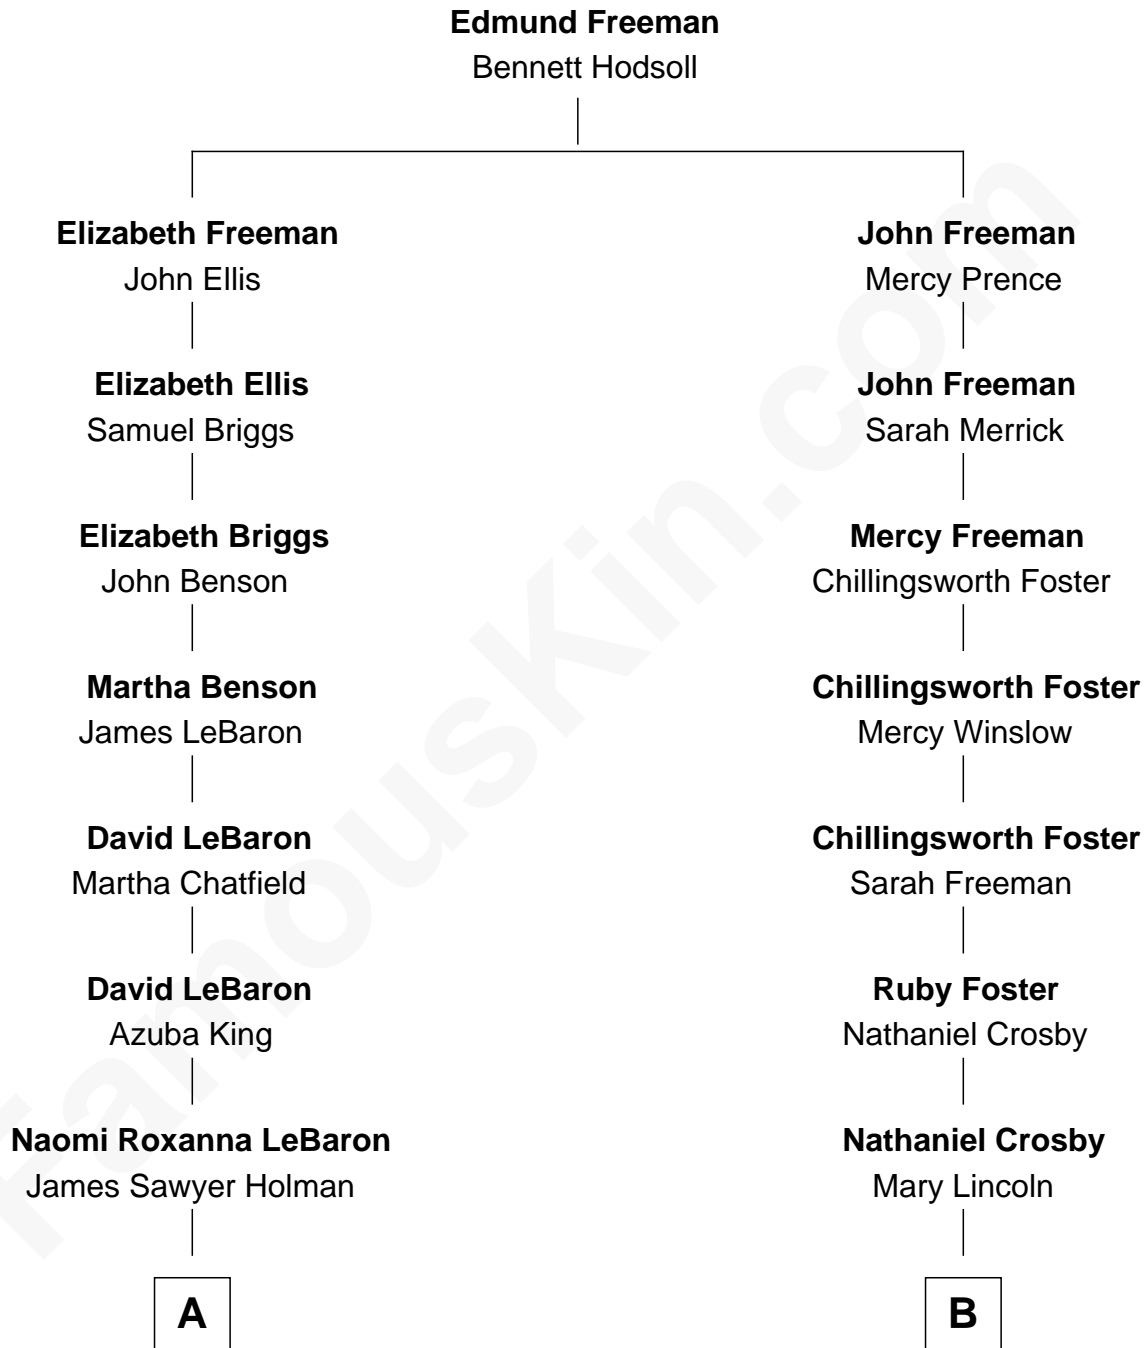 Edmund Freeman
Bennett Hodsoll
Elizabeth Freeman
John Ellis
John Freeman
Mercy Prence
Elizabeth Ellis
Samuel Briggs
John Freeman
Sarah Merrick
Elizabeth Briggs
John Benson
Mercy Freeman
Chillingsworth Foster
Martha Benson
James LeBaron
Chillingsworth Foster
Mercy Winslow
David LeBaron
Martha Chatfield
Chillingsworth Foster
Sarah Freeman
David LeBaron
Azuba King
Ruby Foster
Nathaniel Crosby
Naomi Roxanna LeBaron
James Sawyer Holman
Nathaniel Crosby
Mary Lincoln
A
B
FamousKin.com